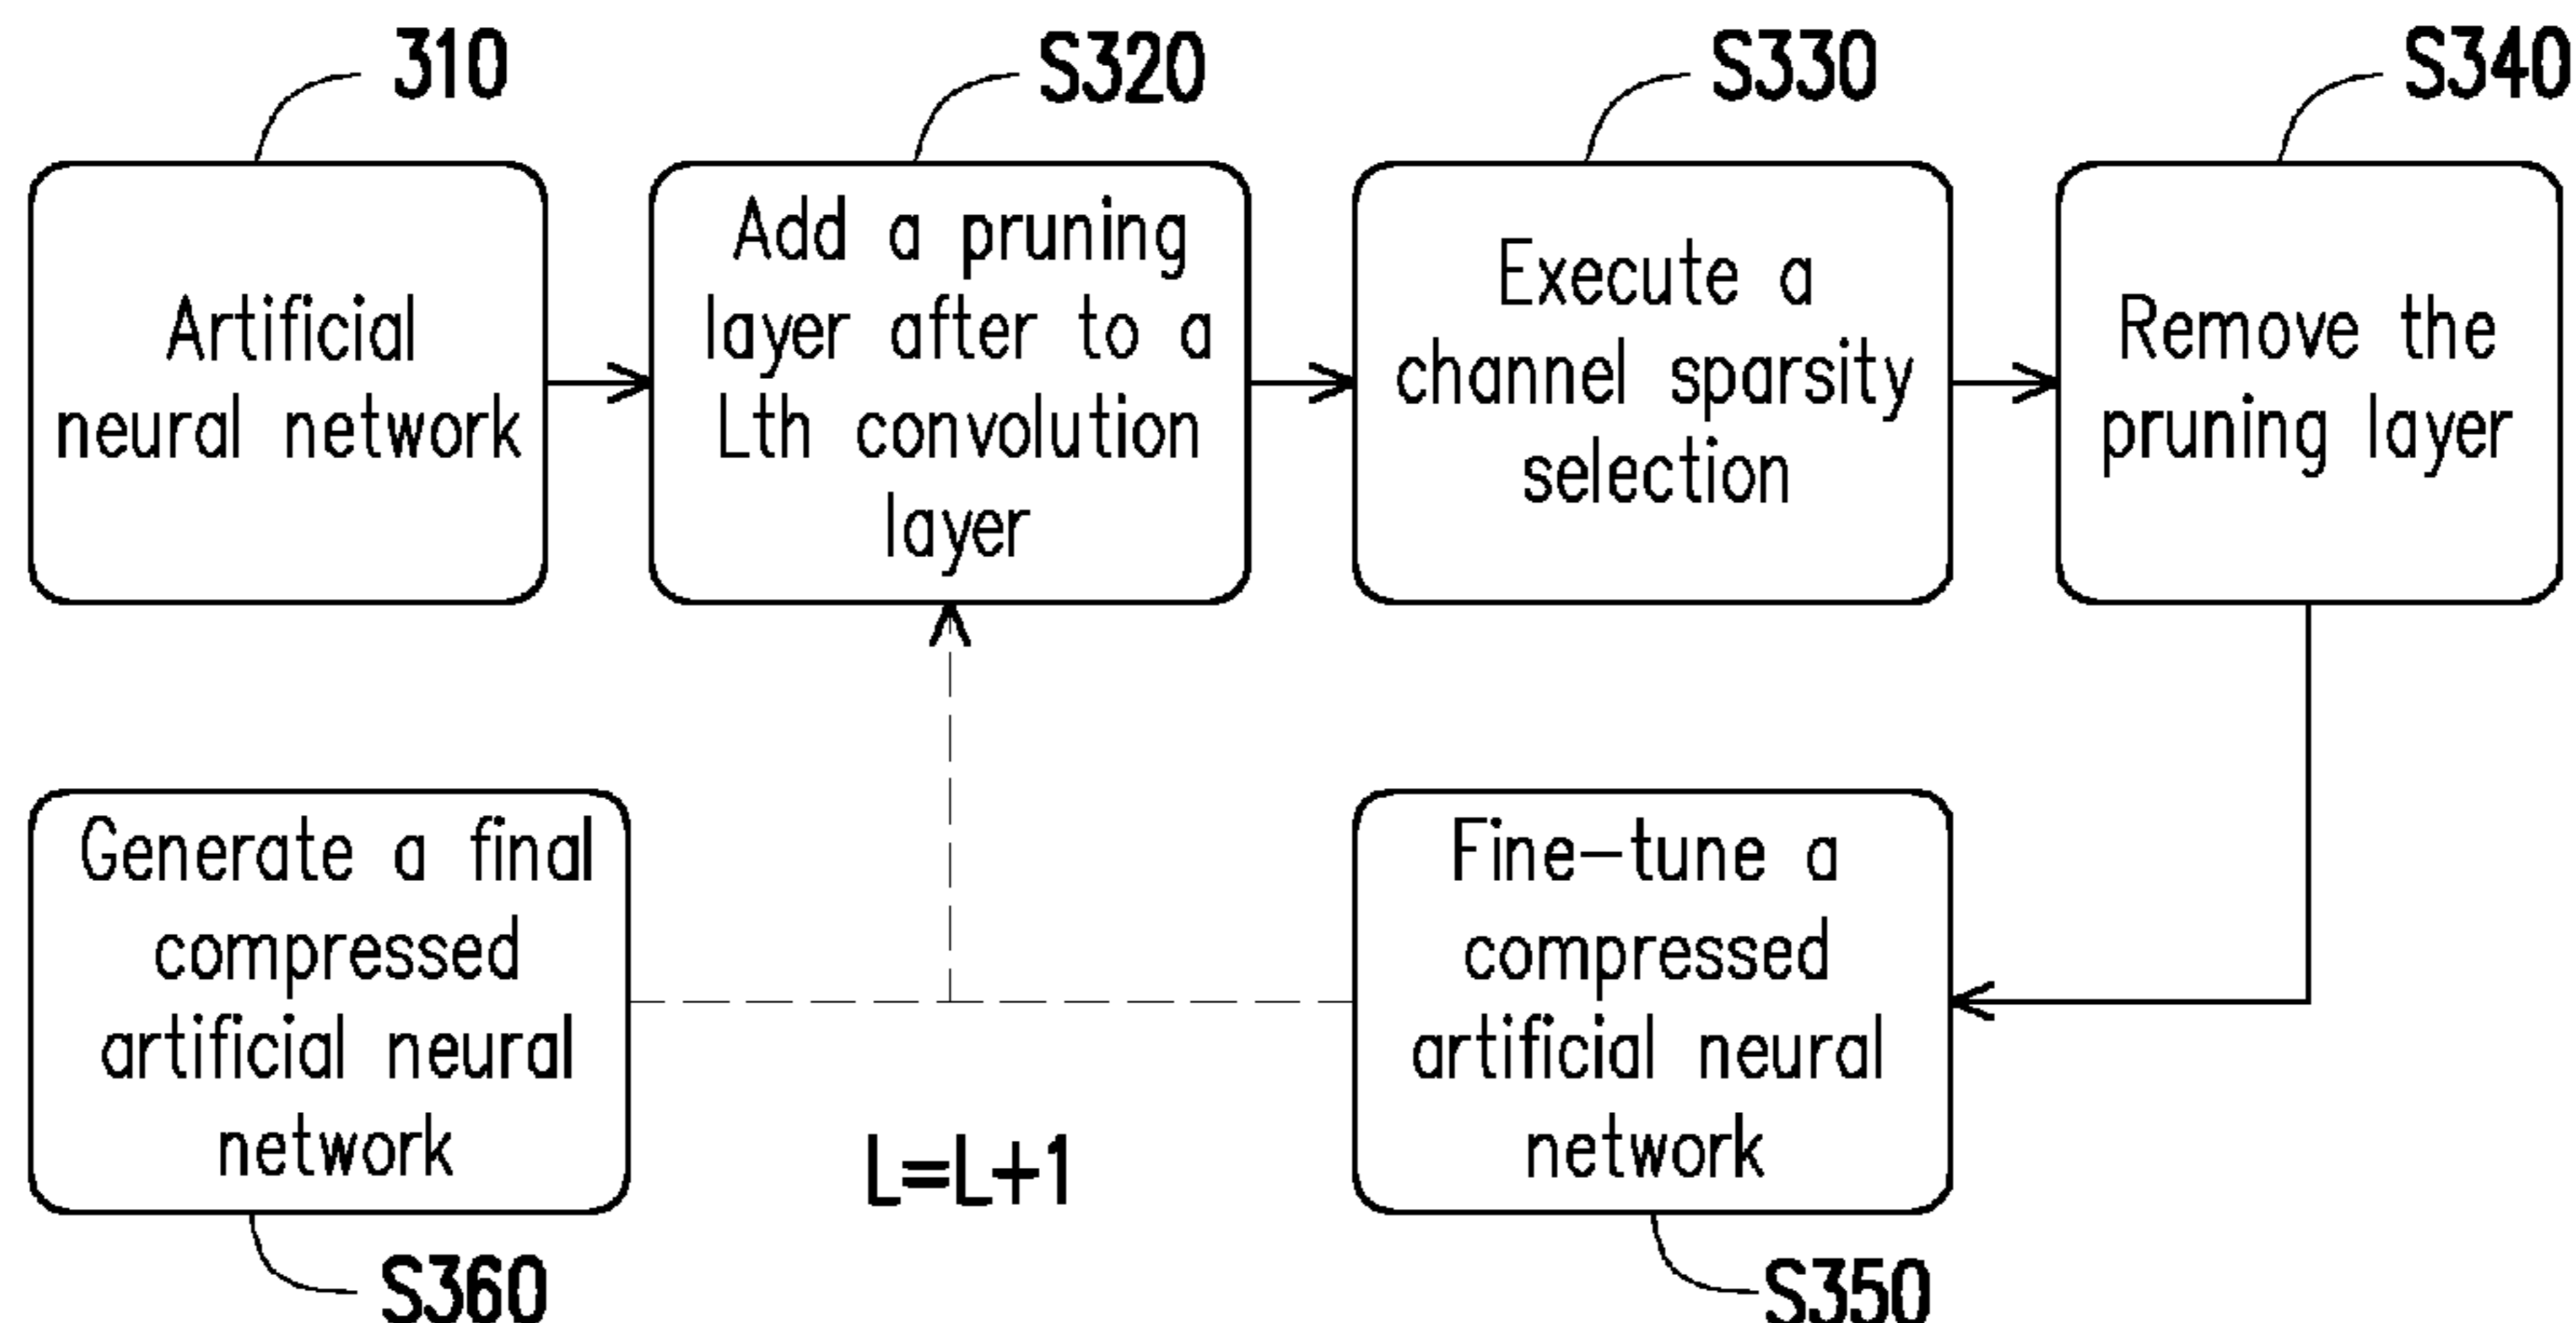 310
Artificial
neural network
S320
Add a pruning
layer after to a
Lth convolution
layer
S330
Execute a
channel sparsity
selection
S340
Remove the
pruning layer
Generate a final
compressed
artificial neural
network
S360
L=L+1
Fine-tune a
compressed
artificial neural
network
S350